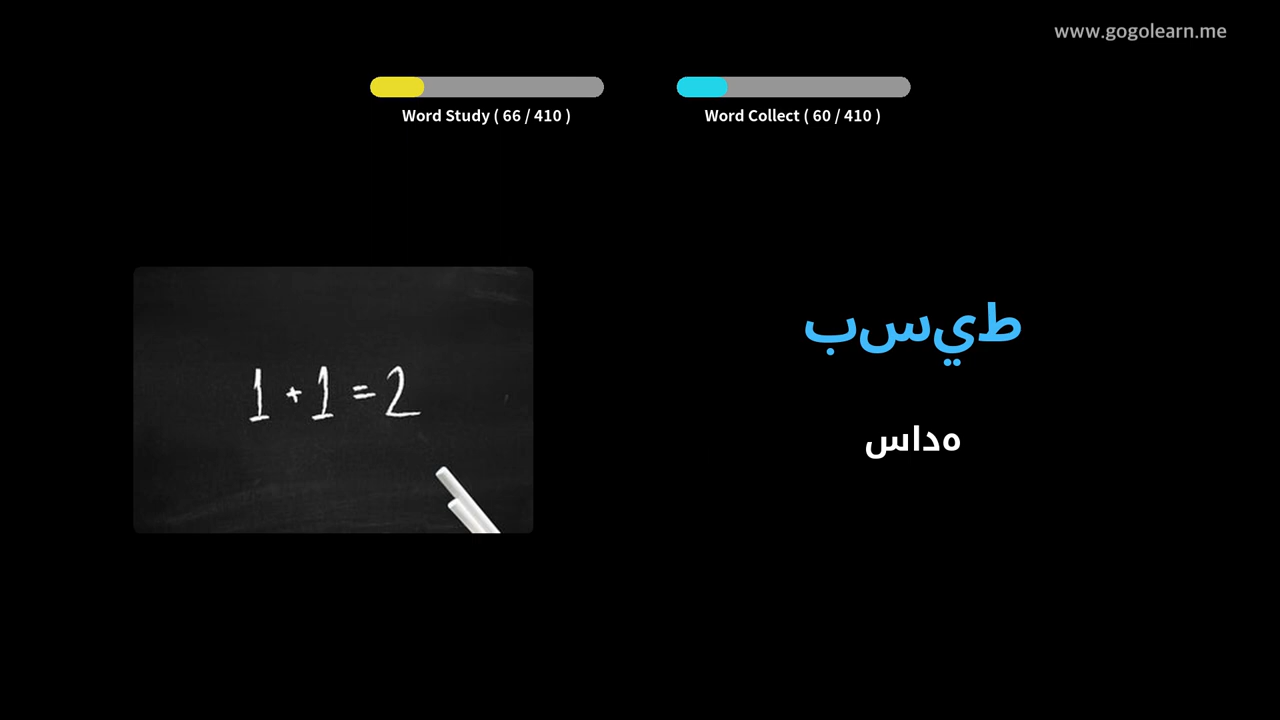 www.gogolearn.me
Word Study ( 66 / 410 )
Word Collect ( 60 / 410 )
1 + 1 = 2
بسيط
ساده